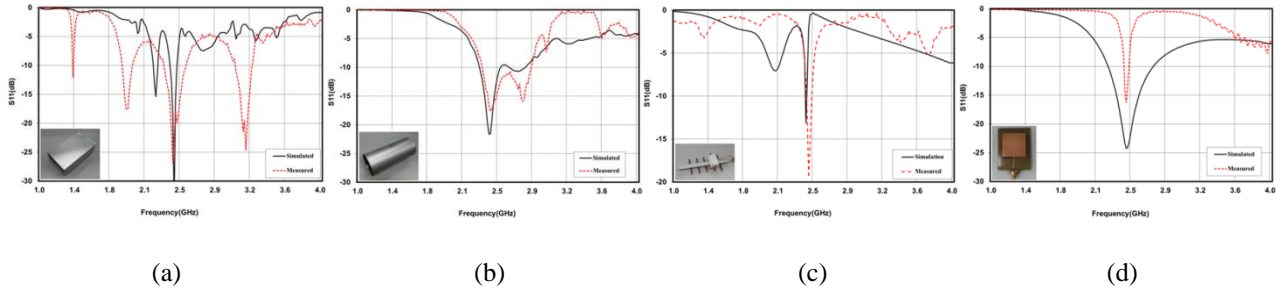 0
-5
-10
-15
-20
-25
-30
S11(dB)
1.0 1.4 1.7 2.1 2.5 2.9 3.2 3.6 4.0
Frequency(GHz)
Simulated
Measured
(a)
0
-5
-10
-15
-20
-25
-30
S11(dB)
1.0 1.4 1.7 2.1 2.5 2.9 3.2 3.6 4.0
Frequency(GHz)
Simulated
Measured
(b)
0
-5
-10
-15
-20
S11(dB)
1.0 1.4 1.7 2.1 2.5 2.9 3.2 3.6 4.0
Frequency(GHz)
Simulation
Measured
(c)
0
-5
-10
-15
-20
-25
-30
S11(dB)
1.0 1.4 1.7 2.1 2.5 2.9 3.2 3.6 4.0
Frequency(GHz)
Simulated
Measured
(d)